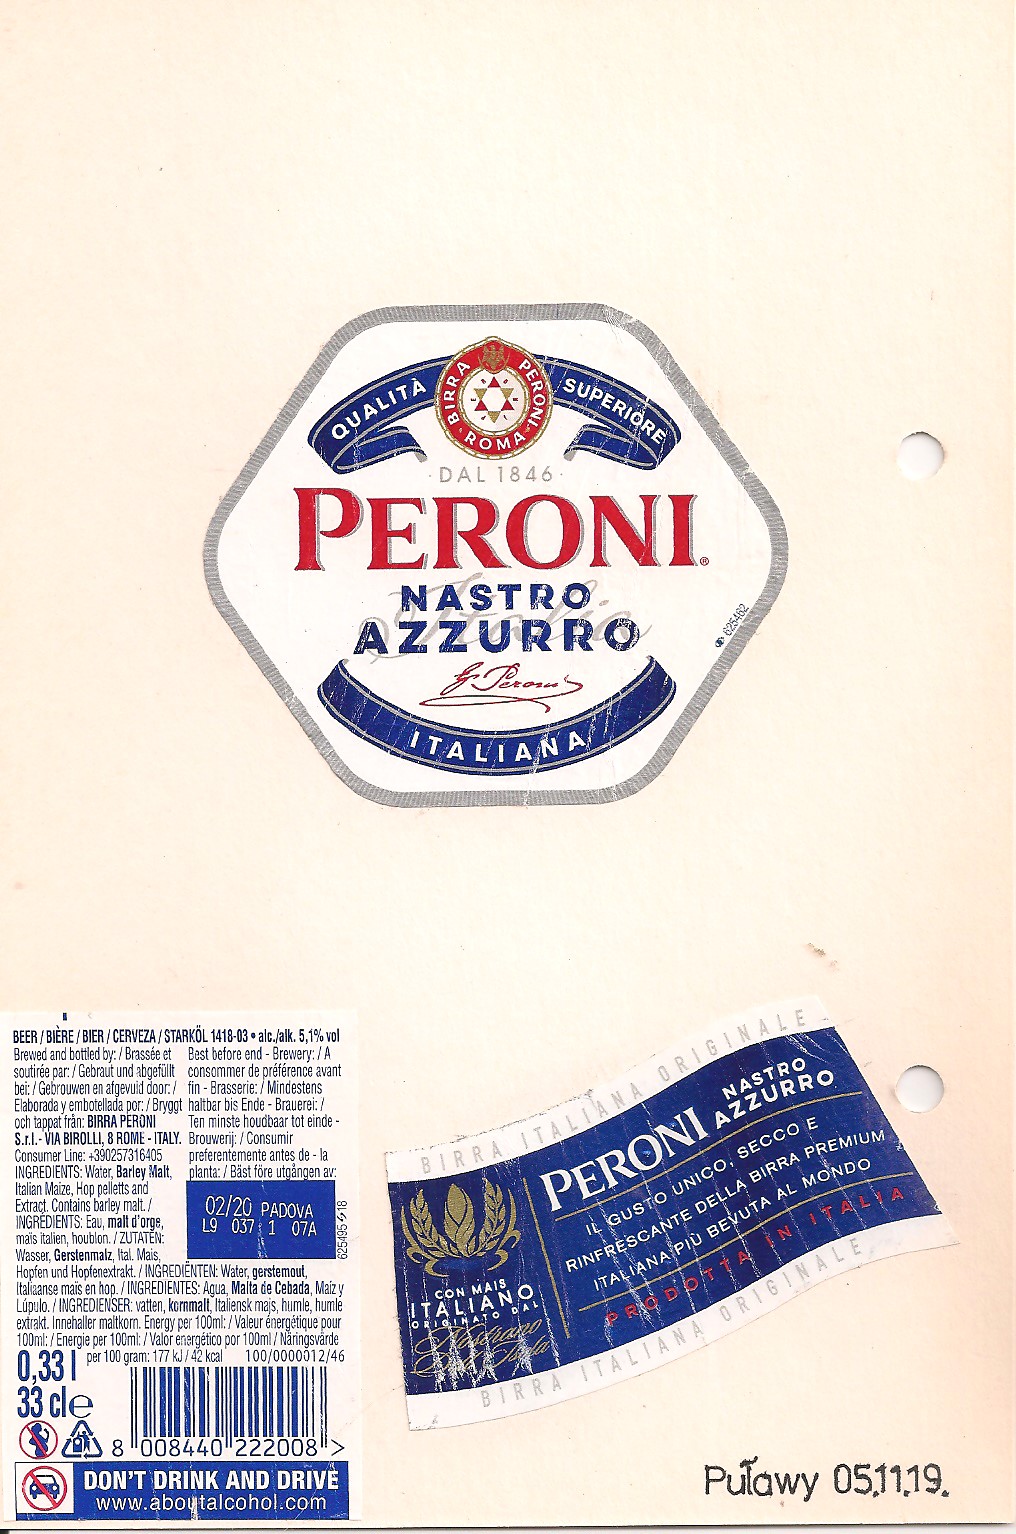 QUALITÀ SUPERIORE
BIRRA PERONI
ROMA
· DAL 1846 ·
PERONI®
Italia
NASTRO
AZZURRO
G. Peroni
ITALIANA
625462
BEER / BIÈRE / BIER / CERVEZA / STARKÖL 1418-03 • alc./alk. 5,1% vol
Brewed and bottled by: / Brassée et
soutirée par: / Gebraut und abgefüllt
bei: / Gebrouwen en afgevuld door: /
Elaborada y embotellada por: / Bryggt
och tappat från: BIRRA PERONI
S.r.l.- VIA BIROLLI, 8 ROME - ITALY.
Consumer Line: +390257316405
INGREDIENTS: Water, Barley Malt,
Italian Maize, Hop pelletts and
Extract. Contains barley malt. /
INGRÉDIENTS: Eau, malt d'orge,
maïs italien, houblon. / ZUTATEN:
Wasser, Gerstenmalz, Ital. Mais,
Best before end - Brewery: / A
consommer de préférence avant
fin - Brasserie: / Mindestens
haltbar bis Ende - Brauerei: /
Ten minste houdbaar tot einde -
Brouwerij: / Consumir
preferentemente antes de - la
planta: / Bäst före utgången av:
02/20 PADOVA
L9 037 1 07A
625495 18
Hopfen und Hopfenextrakt. / INGREDIËNTEN: Water, gerstemout,
Italiaanse maïs en hop. / INGREDIENTES: Agua, Malta de Cebada, Maíz y
Lúpulo. / INGREDIENSER: vatten, kornmalt, Italiensk majs, humle, humle
extrakt. Innehaller maltkorn. Energy per 100ml: / Valeur énergétique pour
100ml: / Energie per 100ml: / Valor energético por 100ml / Näringsvärde
per 100 gram: 177 kJ / 42 kcal 100/0000012/46
0,33 l
33 cl e
8 008440 222008 >
DON'T DRINK AND DRIVE
www.aboutalcohol.com
BIRRA ITALIANA ORIGINALE
PERONI NASTRO
AZZURRO
IL GUSTO UNICO, SECCO E
RINFRESCANTE DELLA BIRRA PREMIUM
ITALIANA PIÙ BEVUTA AL MONDO
PRODOTTA IN ITALIA
CON MAIS
ITALIANO
ORIGINATO DAL
Nostrano
BIRRA ITALIANA ORIGINALE
Puławy 05.11.19.